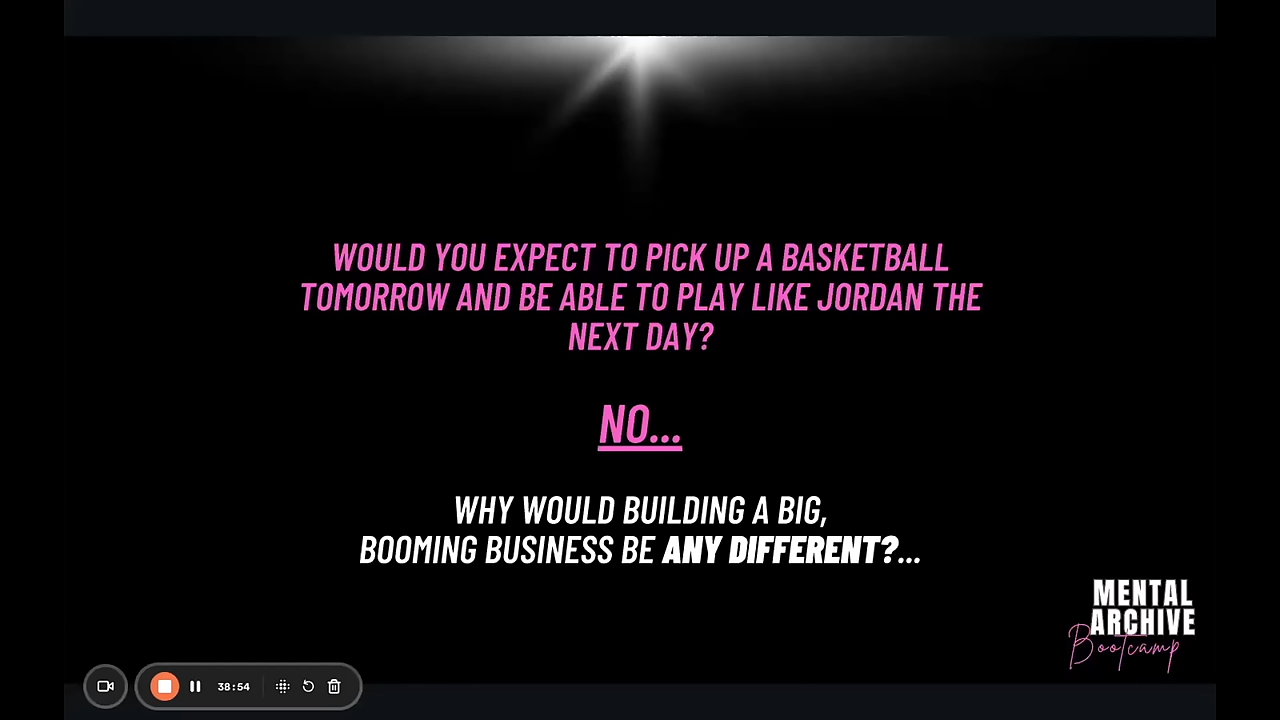 WOULD YOU EXPECT TO PICK UP A BASKETBALL
TOMORROW AND BE ABLE TO PLAY LIKE JORDAN THE
NEXT DAY?
NO...
WHY WOULD BUILDING A BIG,
BOOMING BUSINESS BE ANY DIFFERENT?...
MENTAL
ARCHIVE
Bootcamp
38:54